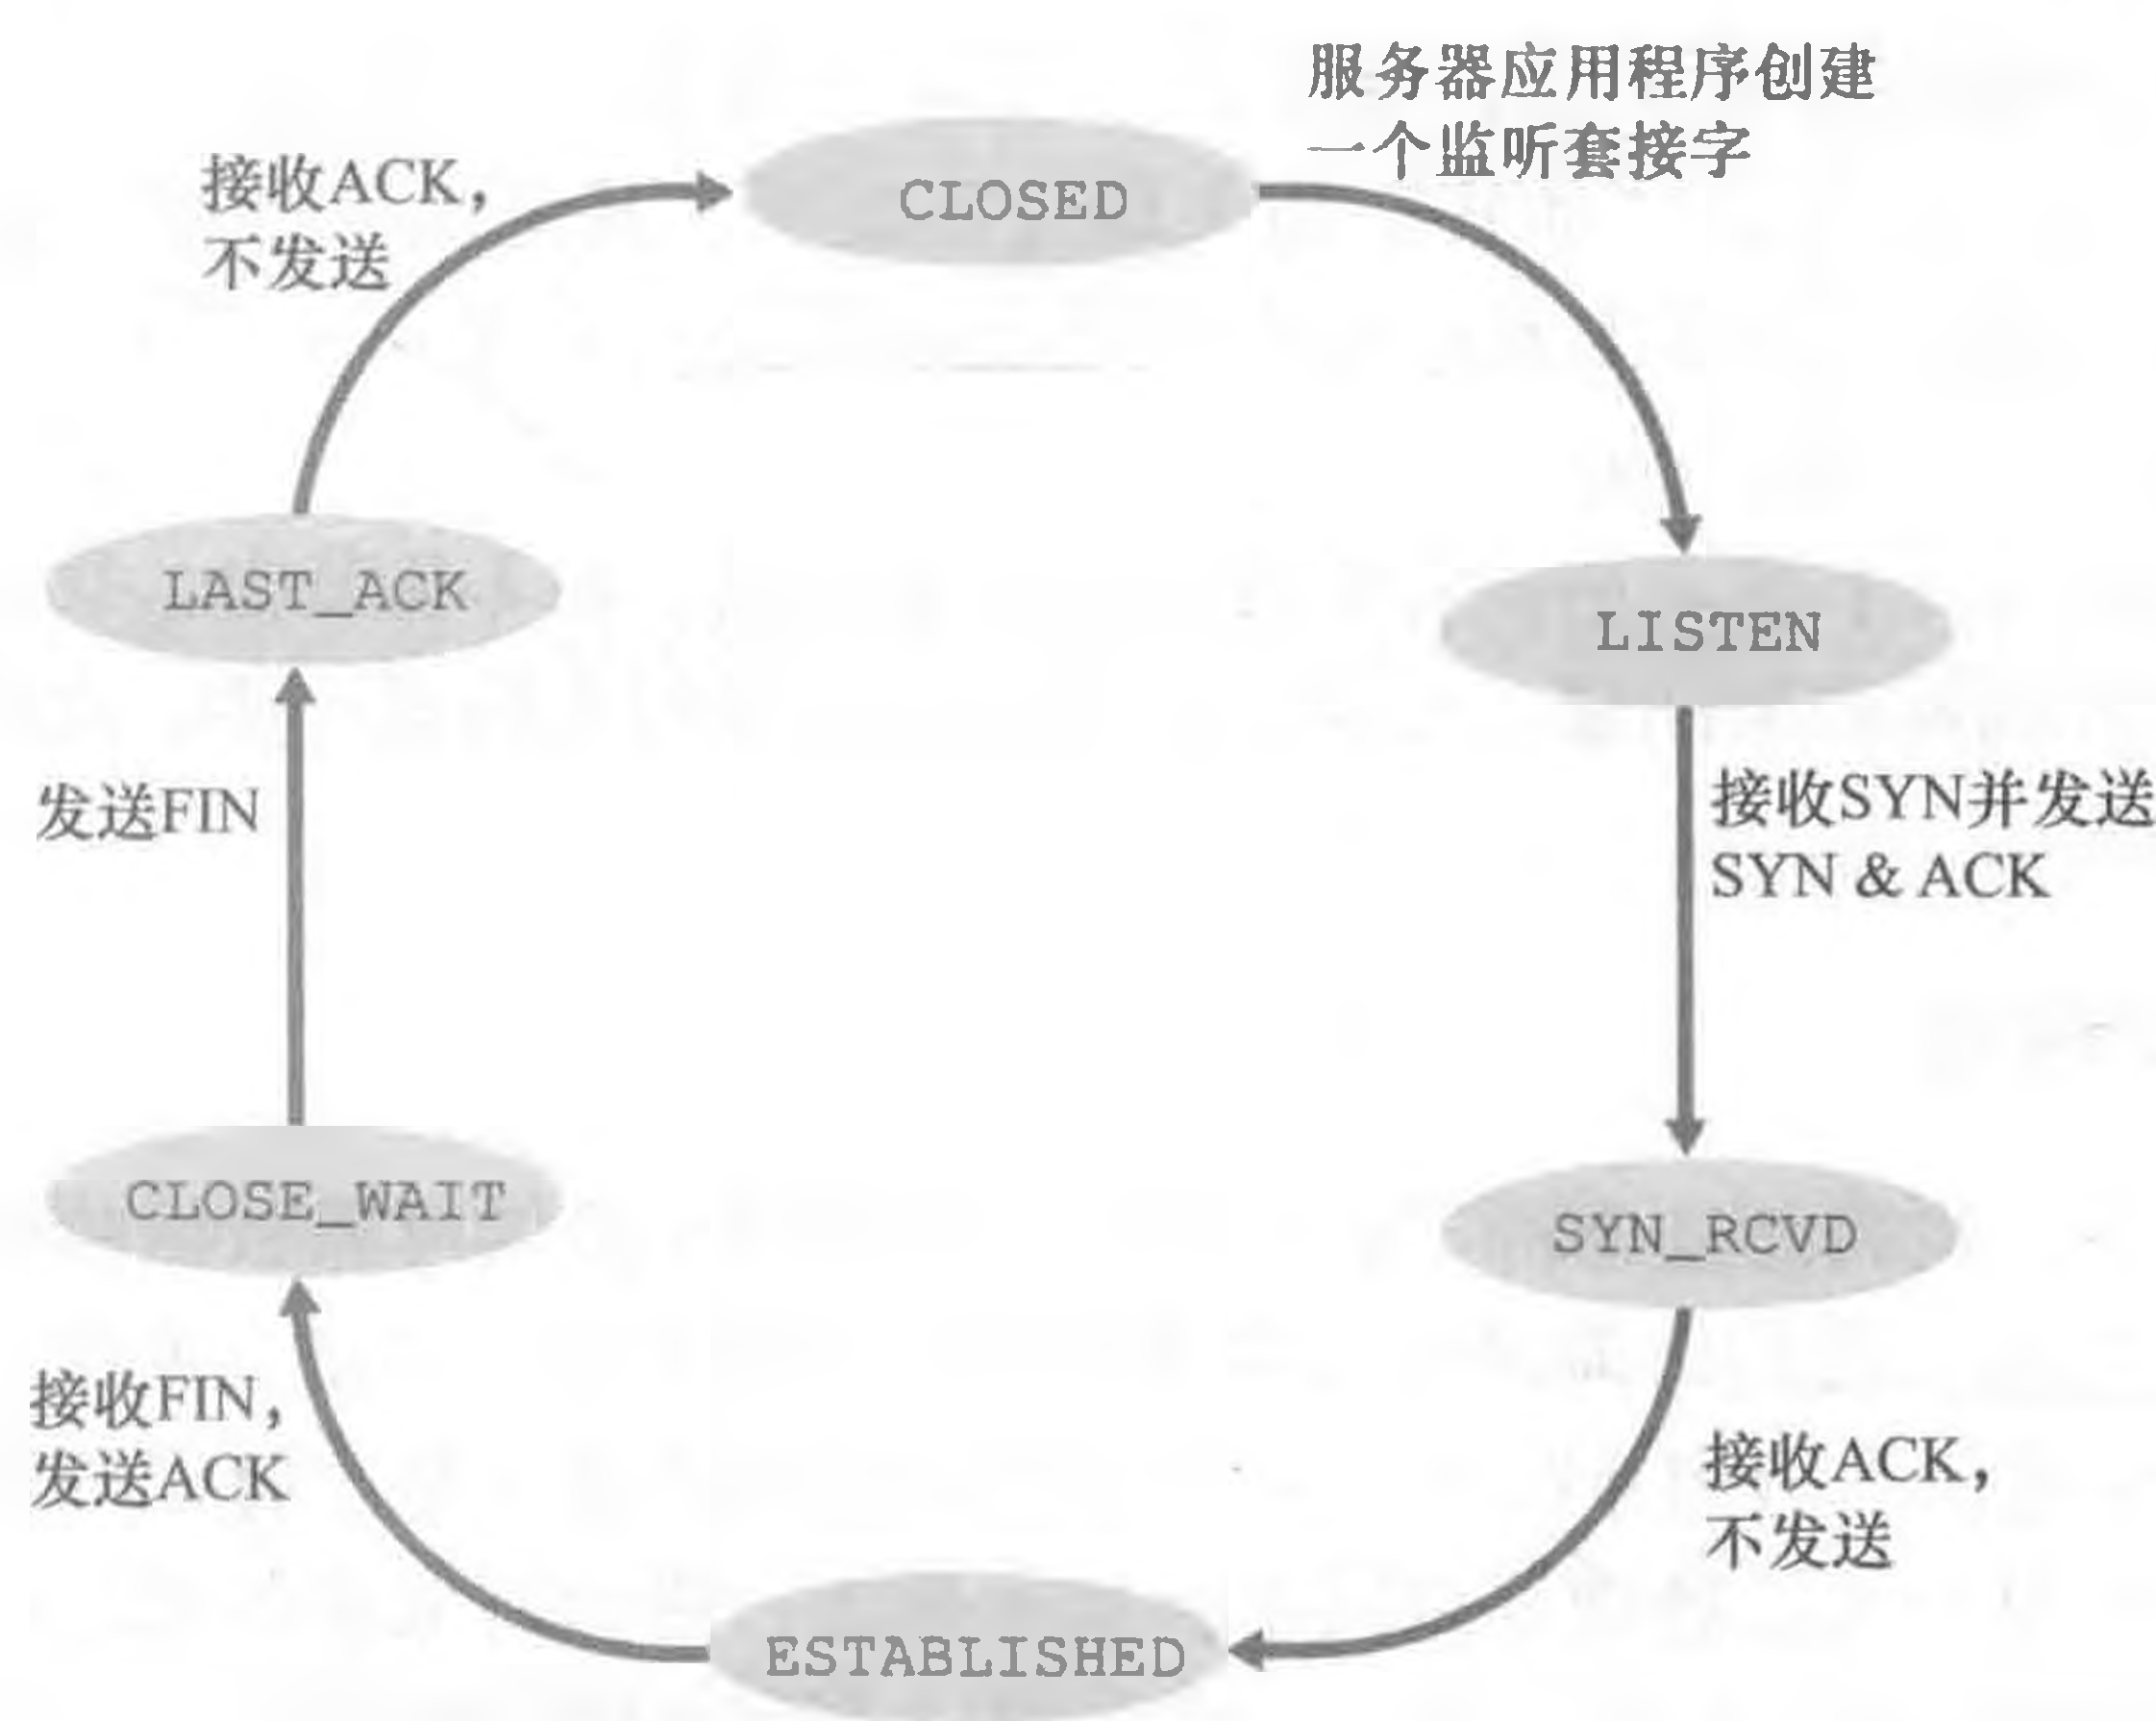 服务器应用程序创建
一个监听套接字
CLOSED
接收ACK，
不发送
LAST_ACK
LISTEN
发送FIN
接收SYN并发送
SYN & ACK
CLOSE_WAIT
SYN_RCVD
接收FIN，
发送ACK
接收ACK，
不发送
ESTABLISHED